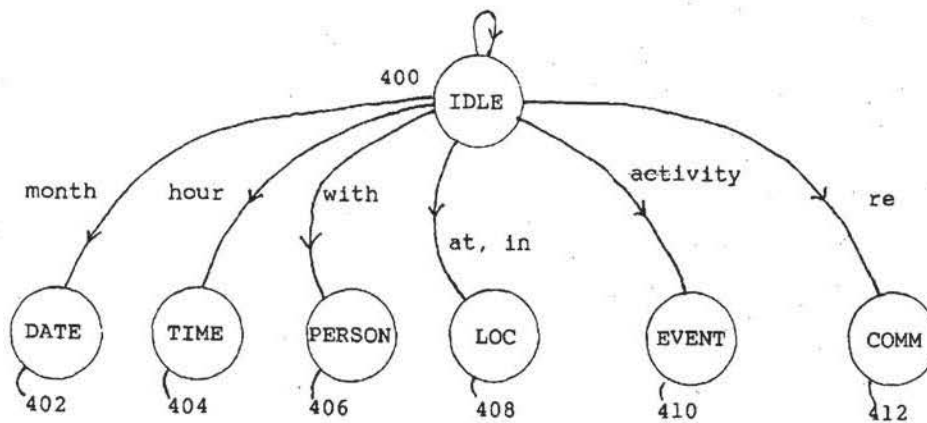 400
IDLE
month
hour
with
activity
re
at, in
DATE
TIME
PERSON
LOC
EVENT
COMM
402
404
406
408
410
412